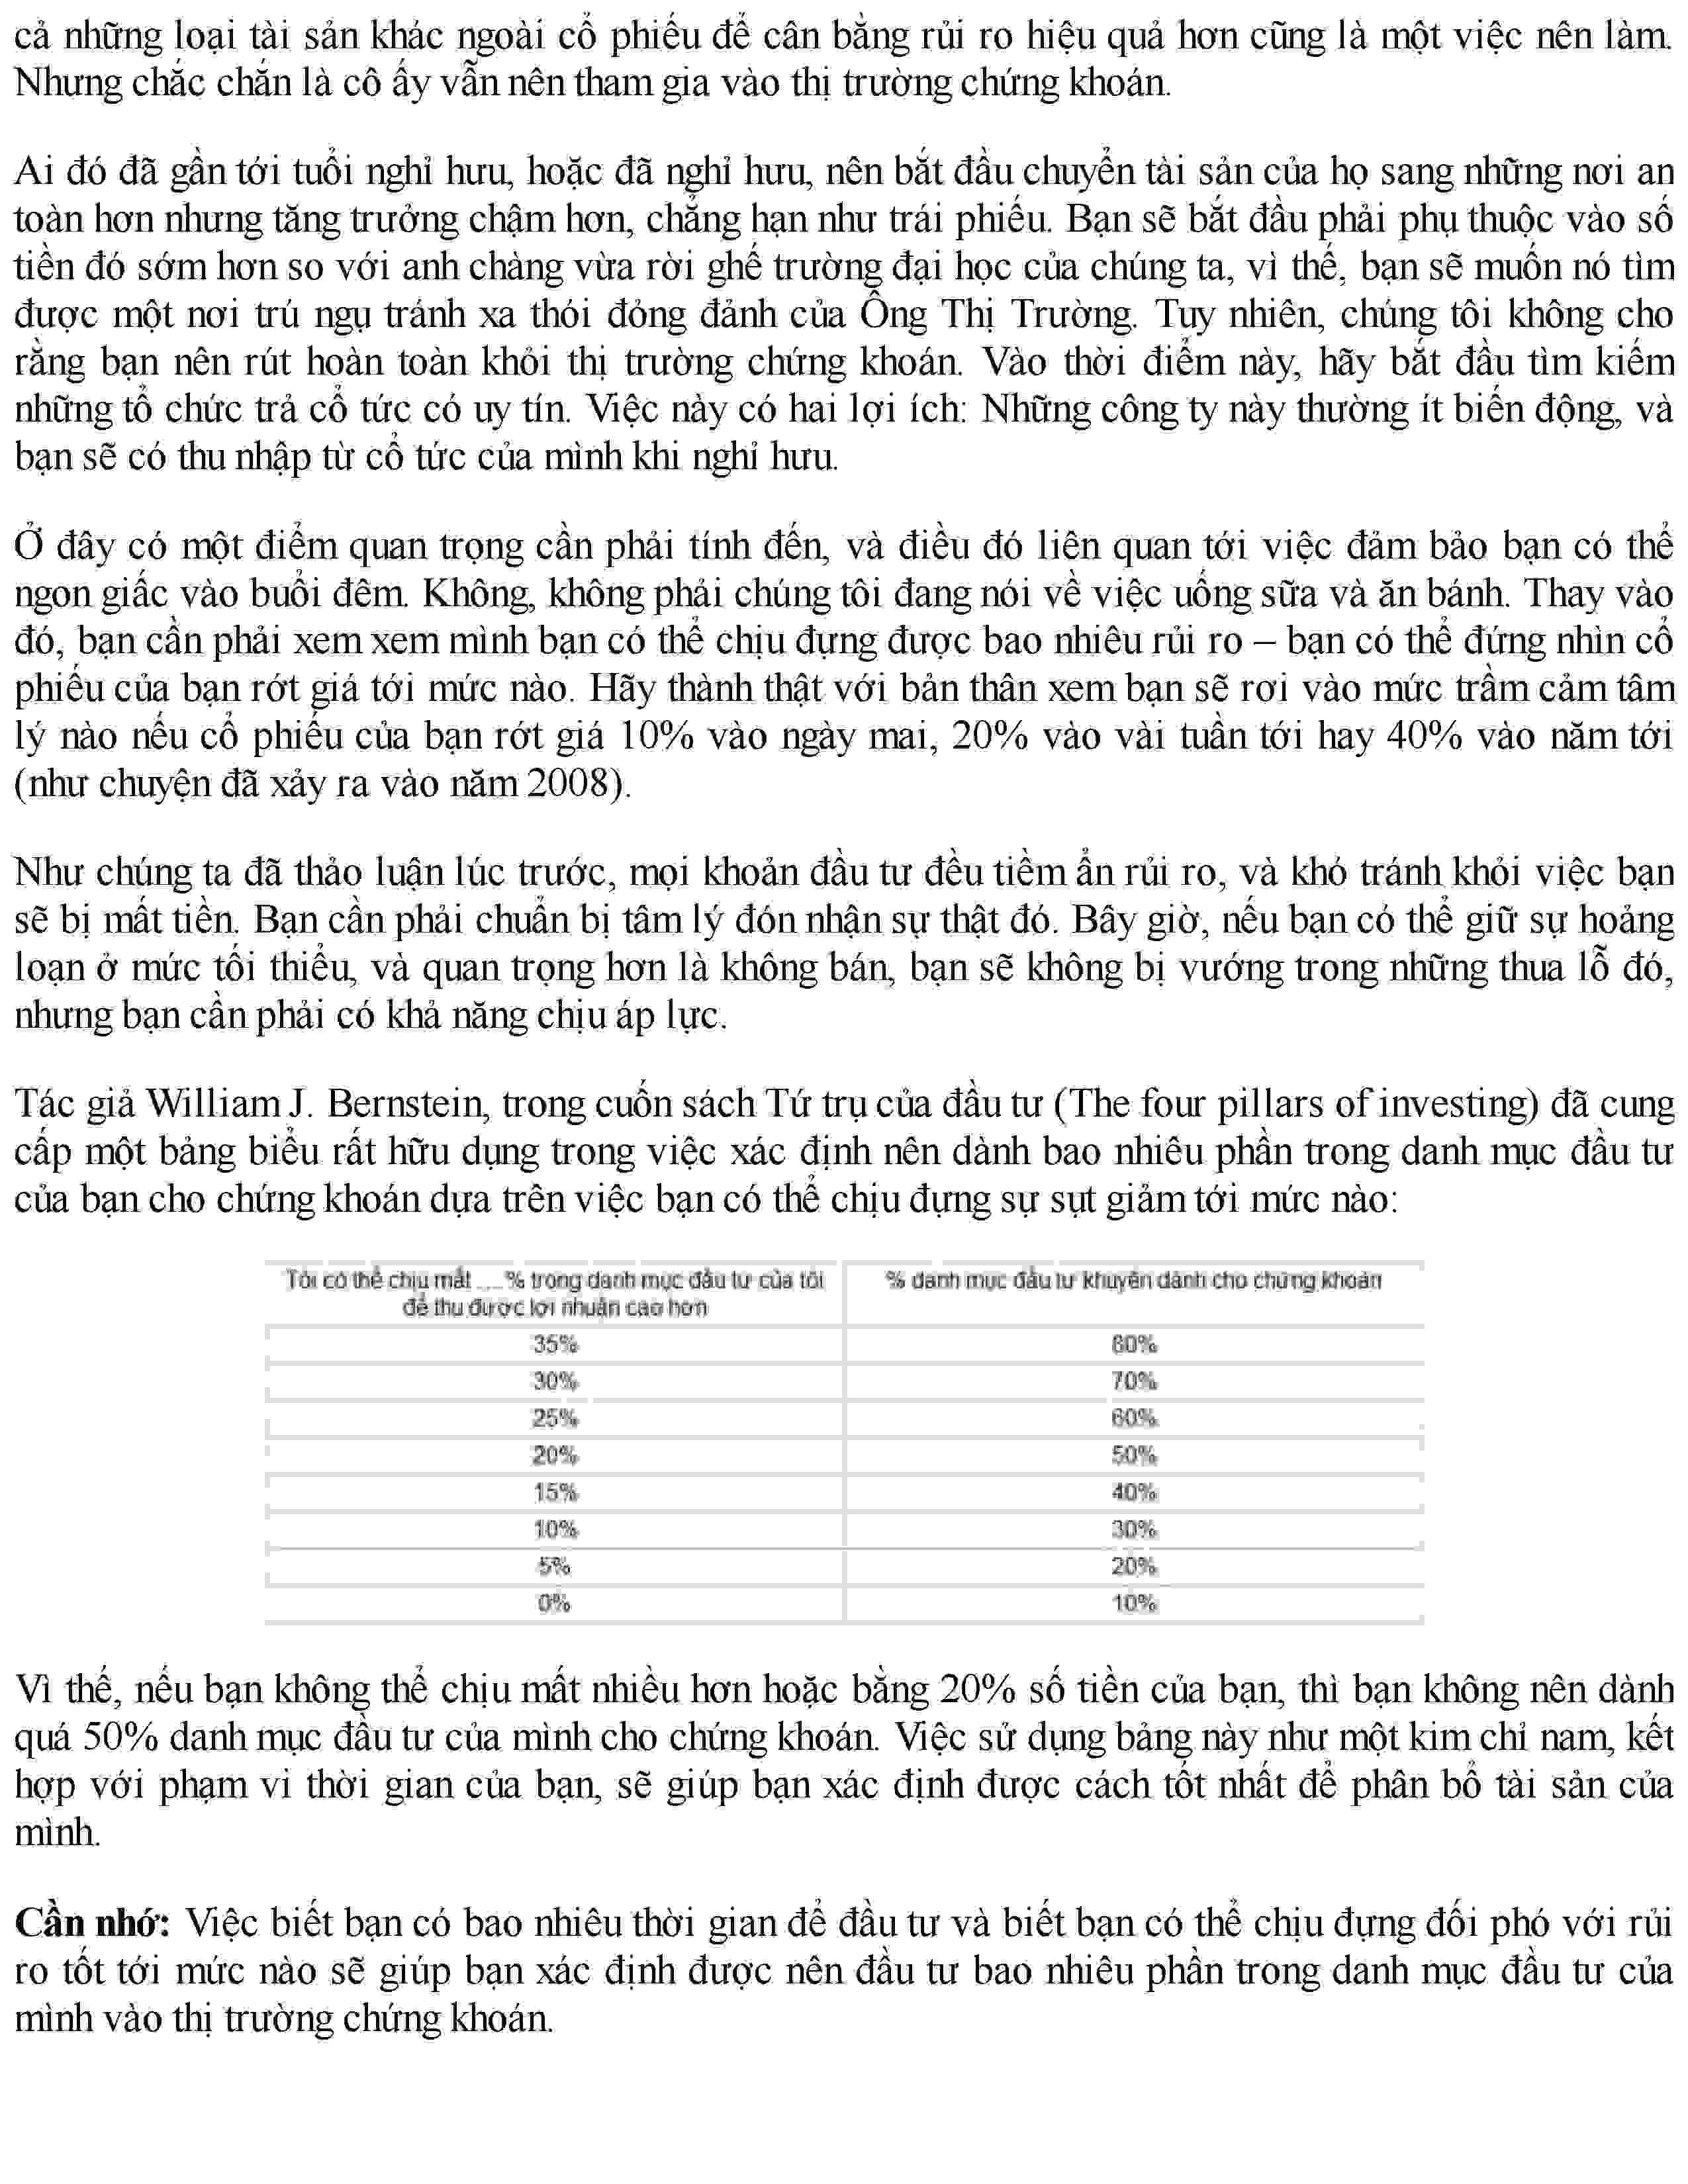 cả những loại tài sản khác ngoài cổ phiếu để cân bằng rủi ro hiệu quả hơn cũng là một việc nên làm.
Nhưng chắc chắn là cô ấy vẫn nên tham gia vào thị trường chứng khoán.
Ai đó đã gần tới tuổi nghỉ hưu, hoặc đã nghỉ hưu, nên bắt đầu chuyển tài sản của họ sang những nơi an
toàn hơn nhưng tăng trưởng chậm hơn, chẳng hạn như trái phiếu. Bạn sẽ bắt đầu phải phụ thuộc vào số
tiền đó sớm hơn so với anh chàng vừa rời ghế trường đại học của chúng ta, vì thế, bạn sẽ muốn nó tìm
được một nơi trú ngụ tránh xa thói đỏng đảnh của Ông Thị Trường. Tuy nhiên, chúng tôi không cho
rằng bạn nên rút hoàn toàn khỏi thị trường chứng khoán. Vào thời điểm này, hãy bắt đầu tìm kiếm
những tổ chức trả cổ tức có uy tín. Việc này có hai lợi ích: Những công ty này thường ít biến động, và
bạn sẽ có thu nhập từ cổ tức của mình khi nghỉ hưu.
Ở đây có một điểm quan trọng cần phải tính đến, và điều đó liên quan tới việc đảm bảo bạn có thể
ngon giấc vào buổi đêm. Không, không phải chúng tôi đang nói về việc uống sữa và ăn bánh. Thay vào
đó, bạn cần phải xem xem mình bạn có thể chịu đựng được bao nhiêu rủi ro – bạn có thể đứng nhìn cổ
phiếu của bạn rớt giá tới mức nào. Hãy thành thật với bản thân xem bạn sẽ rơi vào mức trầm cảm tâm
lý nào nếu cổ phiếu của bạn rớt giá 10% vào ngày mai, 20% vào vài tuần tới hay 40% vào năm tới
(như chuyện đã xảy ra vào năm 2008).
Như chúng ta đã thảo luận lúc trước, mọi khoản đầu tư đều tiềm ẩn rủi ro, và khó tránh khỏi việc bạn
sẽ bị mất tiền. Bạn cần phải chuẩn bị tâm lý đón nhận sự thật đó. Bây giờ, nếu bạn có thể giữ sự hoảng
loạn ở mức tối thiểu, và quan trọng hơn là không bán, bạn sẽ không bị vướng trong những thua lỗ đó,
nhưng bạn cần phải có khả năng chịu áp lực.
Tác giả William J. Bernstein, trong cuốn sách Tứ trụ của đầu tư (The four pillars of investing) đã cung
cấp một bảng biểu rất hữu dụng trong việc xác định nên dành bao nhiêu phần trong danh mục đầu tư
của bạn cho chứng khoán dựa trên việc bạn có thể chịu đựng sự sụt giảm tới mức nào:
Tôi có thể chịu mất ....% trong danh mục đầu tư của tôi
để thu được lợi nhuận cao hơn
% danh mục đầu tư khuyên dành cho chứng khoán
35% 80%
30% 70%
25% 60%
20% 50%
15% 40%
10% 30%
5% 20%
0% 10%
Vì thế, nếu bạn không thể chịu mất nhiều hơn hoặc bằng 20% số tiền của bạn, thì bạn không nên dành
quá 50% danh mục đầu tư của mình cho chứng khoán. Việc sử dụng bảng này như một kim chỉ nam, kết
hợp với phạm vi thời gian của bạn, sẽ giúp bạn xác định được cách tốt nhất để phân bổ tài sản của
mình.
Cần nhớ: Việc biết bạn có bao nhiêu thời gian để đầu tư và biết bạn có thể chịu đựng đối phó với rủi
ro tốt tới mức nào sẽ giúp bạn xác định được nên đầu tư bao nhiêu phần trong danh mục đầu tư của
mình vào thị trường chứng khoán.